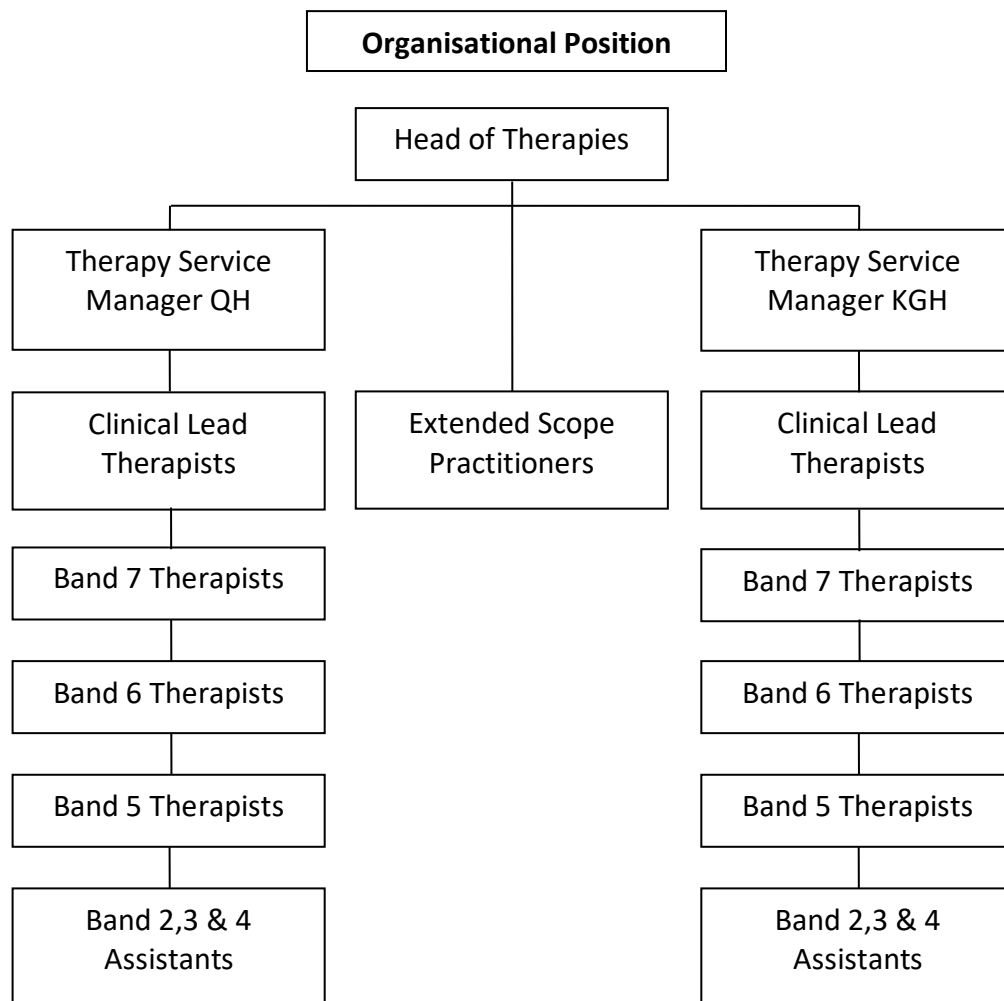 Organisational Position
Head of Therapies
Therapy Service
Manager QH
Therapy Service
Manager KGH
Clinical Lead
Therapists
Extended Scope
Practitioners
Clinical Lead
Therapists
Band 7 Therapists
Band 7 Therapists
Band 6 Therapists
Band 6 Therapists
Band 5 Therapists
Band 5 Therapists
Band 2,3 & 4
Assistants
Band 2,3 & 4
Assistants